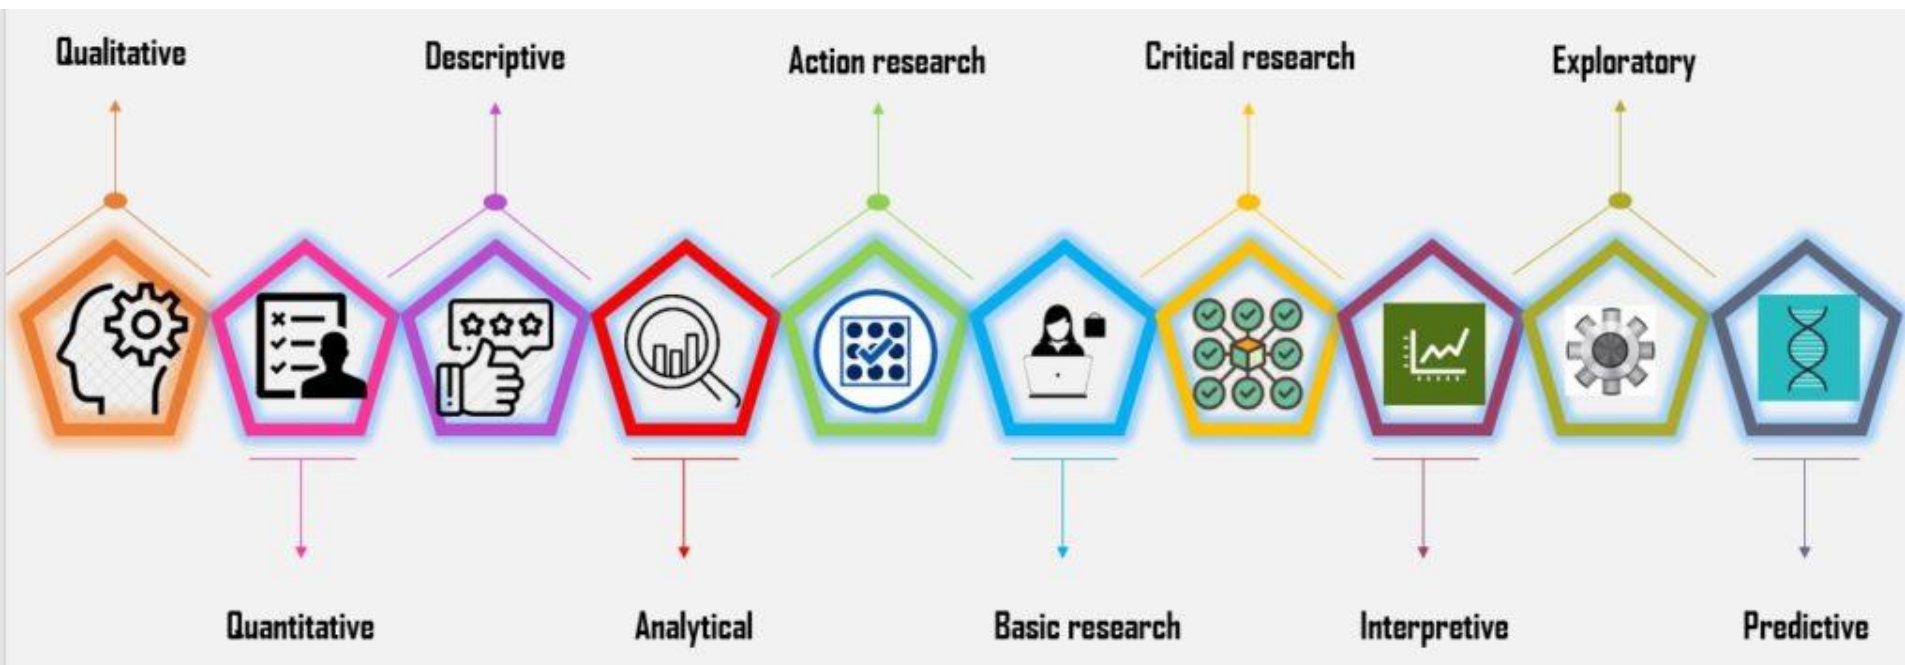 Qualitative
Descriptive
Action research
Critical research
Exploratory
Quantitative
Analytical
Basic research
Interpretive
Predictive